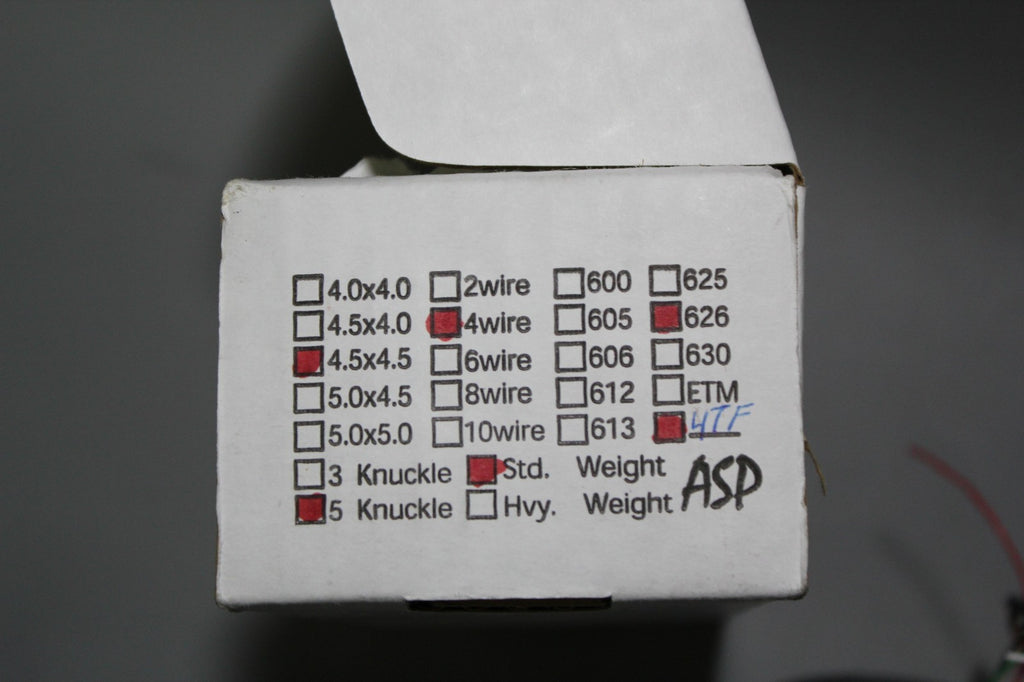 4.0x4.0 2wire 600 625
4.5x4.0 4wire 605 626
4.5x4.5 6wire 606 630
5.0x4.5 8wire 612 ETM
5.0x5.0 10wire 613 4TF
3 Knuckle Std. Weight ASP
5 Knuckle Hvy. Weight